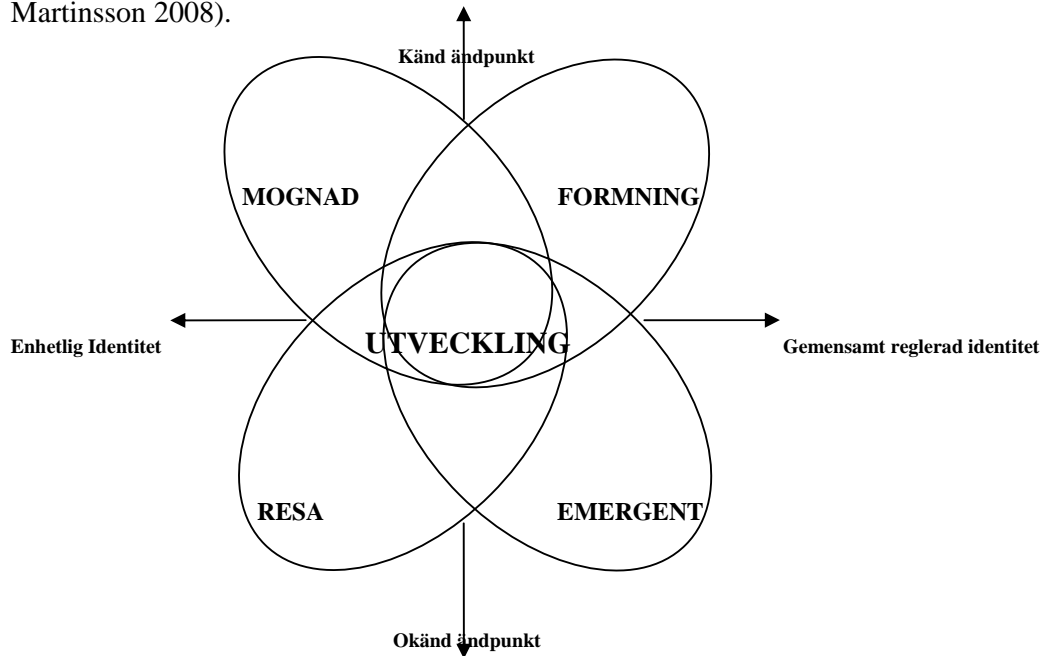 Martinsson 2008).
Känd ändpunkt
MOGNAD FORMNING
UTVECKLING
Enhetlig Identitet Gemensamt reglerad identitet
RESA EMERGENT
Okänd ändpunkt